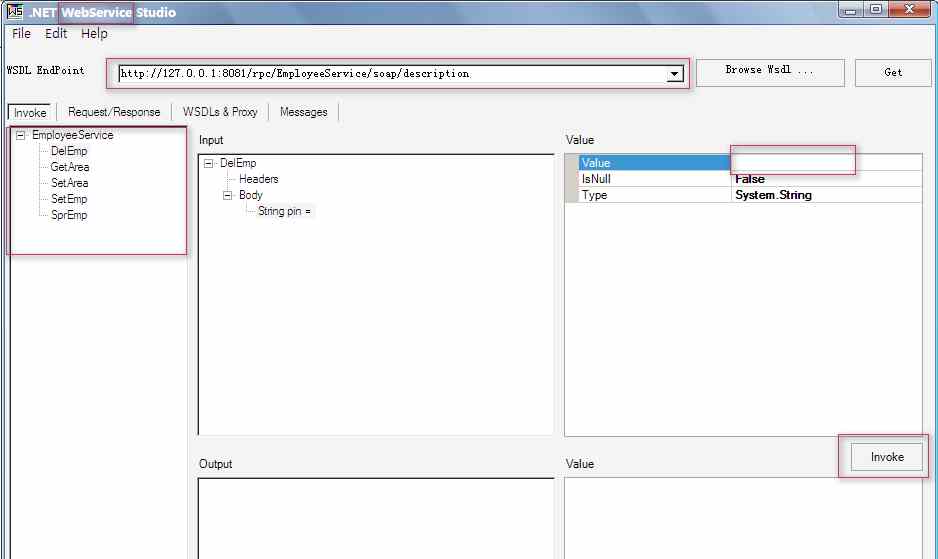 .NET WebService Studio
File Edit Help
WSDL EndPoint http://127.0.0.1:8081/rpc/EmployeeService/soap/description Browse Wsdl ... Get
Invoke Request/Response WSDLs & Proxy Messages
EmployeeService
DelEmp
GetArea
SetArea
SetEmp
SprEmp
Input
DelEmp
Headers
Body
String pin =
Value
Value
IsNull False
Type System.String
Invoke
Output
Value